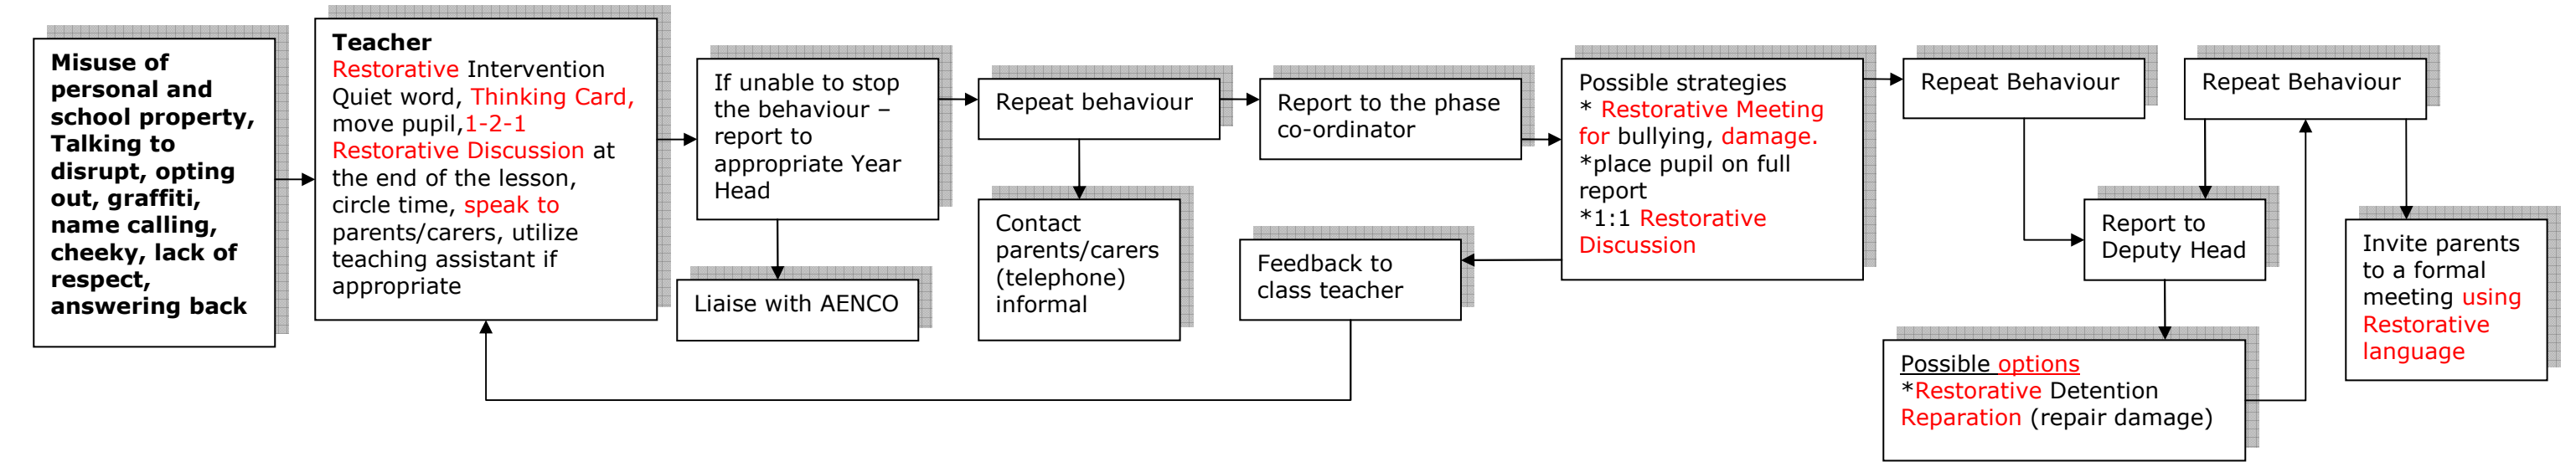 Misuse of
personal and
school property,
Talking to
disrupt, opting
out, graffiti,
name calling,
cheeky, lack of
respect,
answering back
Teacher
Restorative Intervention
Quiet word, Thinking Card,
move pupil,1-2-1
Restorative Discussion at
the end of the lesson,
circle time, speak to
parents/carers, utilize
teaching assistant if
appropriate
If unable to stop
the behaviour –
report to
appropriate Year
Head
Liaise with AENCO
Repeat behaviour
Contact
parents/carers
(telephone)
informal
Report to the phase
co-ordinator
Feedback to
class teacher
Possible strategies
* Restorative Meeting
for bullying, damage.
*place pupil on full
report
*1:1 Restorative
Discussion
Repeat Behaviour
Report to
Deputy Head
Possible options
*Restorative Detention
Reparation (repair damage)
Repeat Behaviour
Invite parents
to a formal
meeting using
Restorative
language